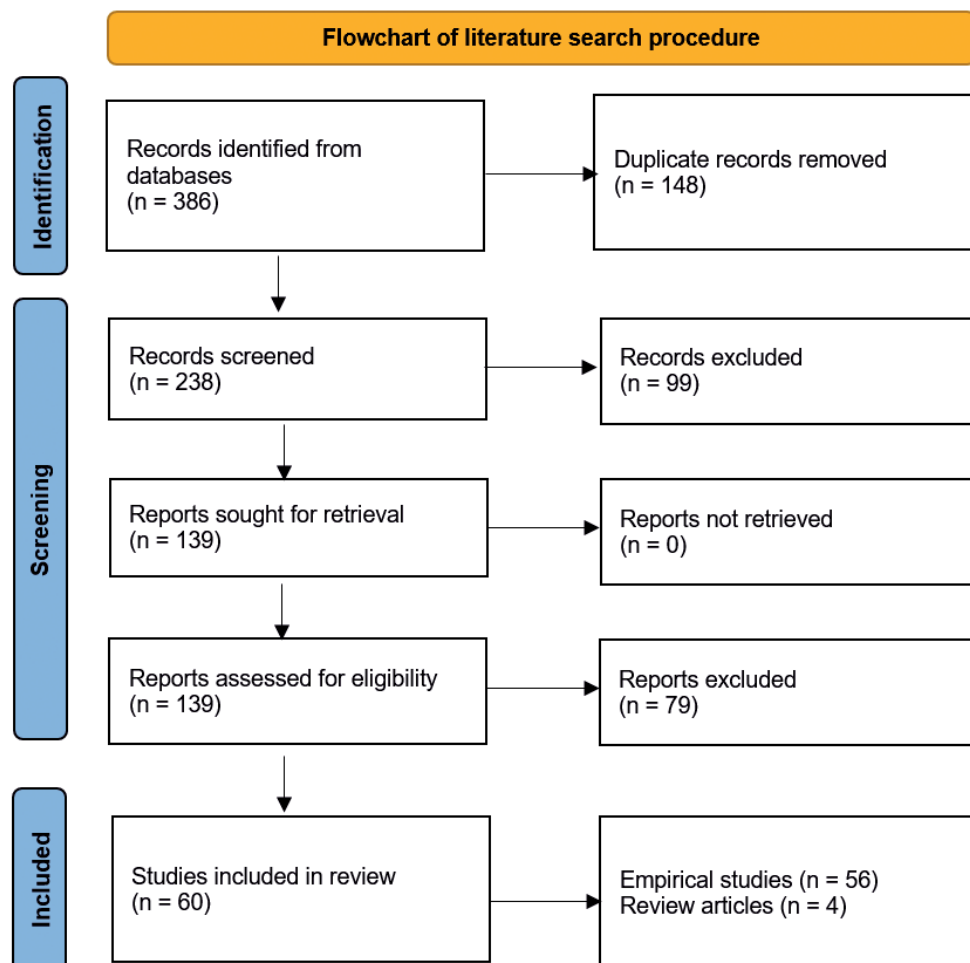 Flowchart of literature search procedure
Identification
Records identified from
databases
(n = 386)
Duplicate records removed
(n = 148)
Screening
Records screened
(n = 238)
Records excluded
(n = 99)
Reports sought for retrieval
(n = 139)
Reports not retrieved
(n = 0)
Reports assessed for eligibility
(n = 139)
Reports excluded
(n = 79)
Included
Studies included in review
(n = 60)
Empirical studies (n = 56)
Review articles (n = 4)